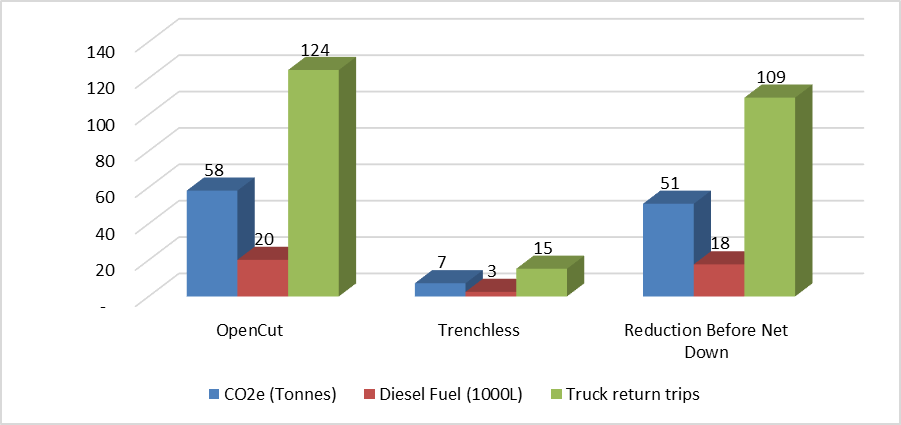 140
120
100
80
60
40
20
-
58
20
124
7
3
15
51
18
109
OpenCut
Trenchless
Reduction Before Net
Down
CO2e (Tonnes)
Diesel Fuel (1000L)
Truck return trips